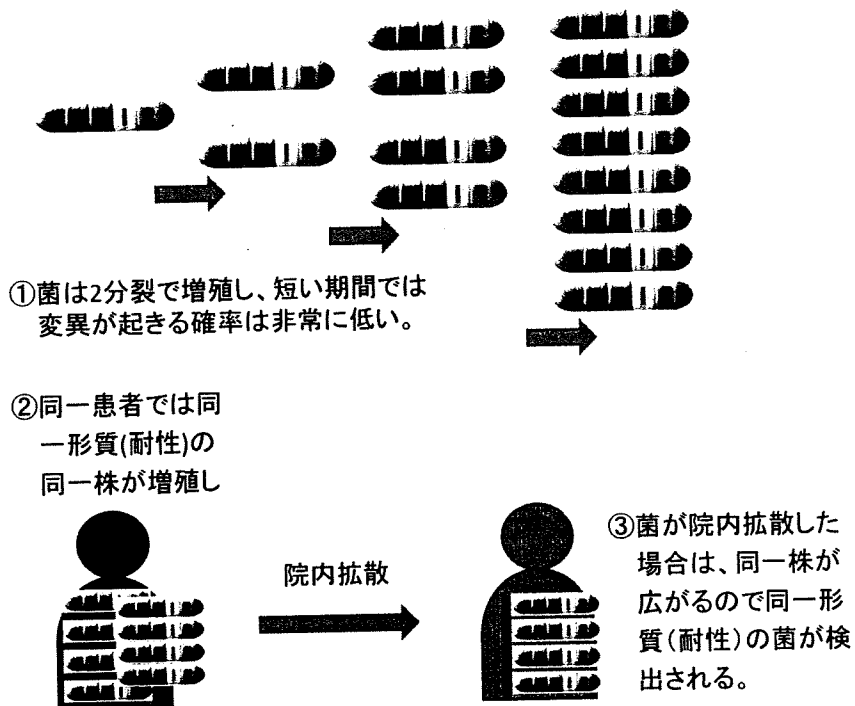 ①菌は2分裂で増殖し、短い期間では
変異が起きる確率は非常に低い。
②同一患者では同
一形質(耐性)の
同一株が増殖し
院内拡散
③菌が院内拡散した
場合は、同一株が
広がるので同一形
質(耐性)の菌が検
出される。